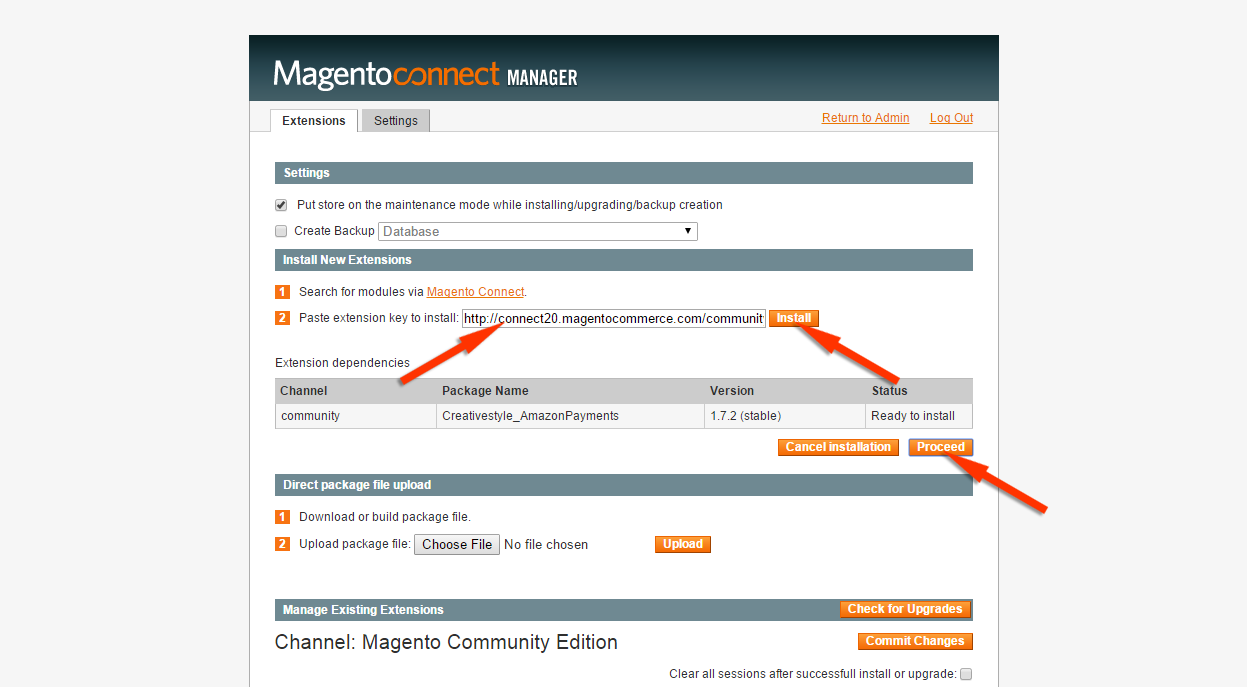 Magentoconnect MANAGER
Extensions Settings Return to Admin Log Out
Settings
Put store on the maintenance mode while installing/upgrading/backup creation
Create Backup Database
Install New Extensions
1 Search for modules via Magento Connect.
2 Paste extension key to install: http://connect20.magentocommerce.com/communit Install
Extension dependencies
Channel Package Name Version Status
community Creativestyle_AmazonPayments 1.7.2 (stable) Ready to install
Cancel installation Proceed
Direct package file upload
1 Download or build package file.
2 Upload package file: Choose File No file chosen Upload
Manage Existing Extensions Check for Upgrades
Channel: Magento Community Edition Commit Changes
Clear all sessions after successfull install or upgrade: